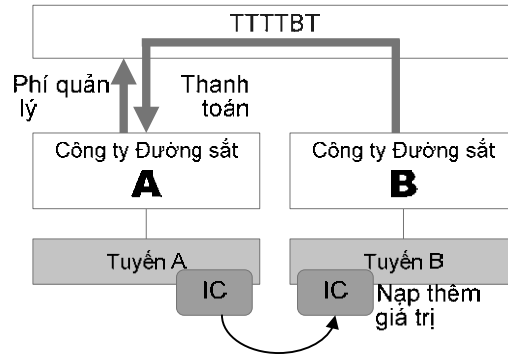 TTTTBT
Phí quản
lý
Thanh
toán
Công ty Đường sắt
A
Công ty Đường sắt
B
Tuyến A
Tuyến B
IC
IC
Nạp thêm
giá trị